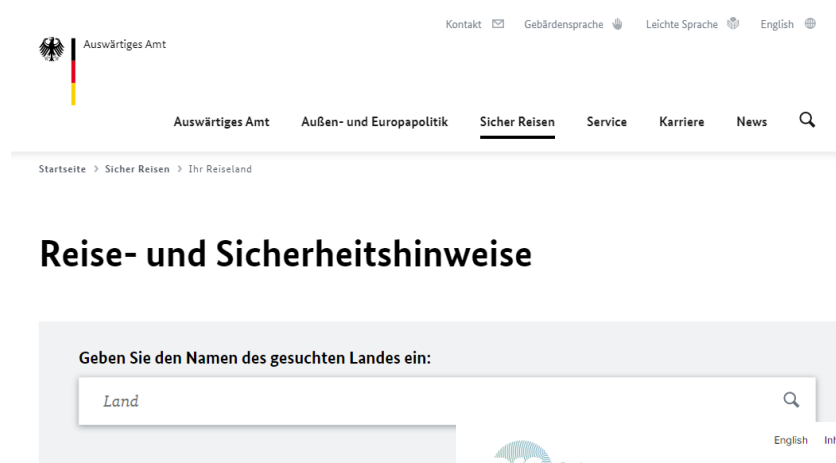 Kontakt Gebärdensprache Leichte Sprache English
Auswärtiges Amt
Auswärtiges Amt Außen- und Europapolitik Sicher Reisen Service Karriere News
Startseite > Sicher Reisen > Ihr Reiseland
Reise- und Sicherheitshinweise
Geben Sie den Namen des gesuchten Landes ein:
Land
English